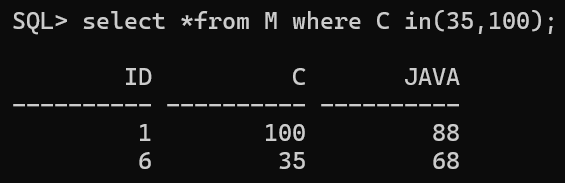 SQL> select *from M where C in(35,100);
ID C JAVA
---------- ---------- ----------
1 100 88
6 35 68